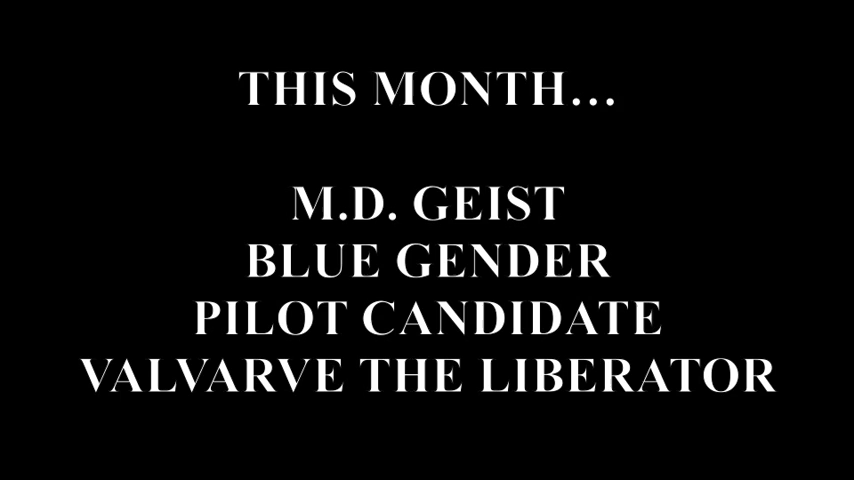 THIS MONTH...
M.D. GEIST
BLUE GENDER
PILOT CANDIDATE
VALVARVE THE LIBERATOR